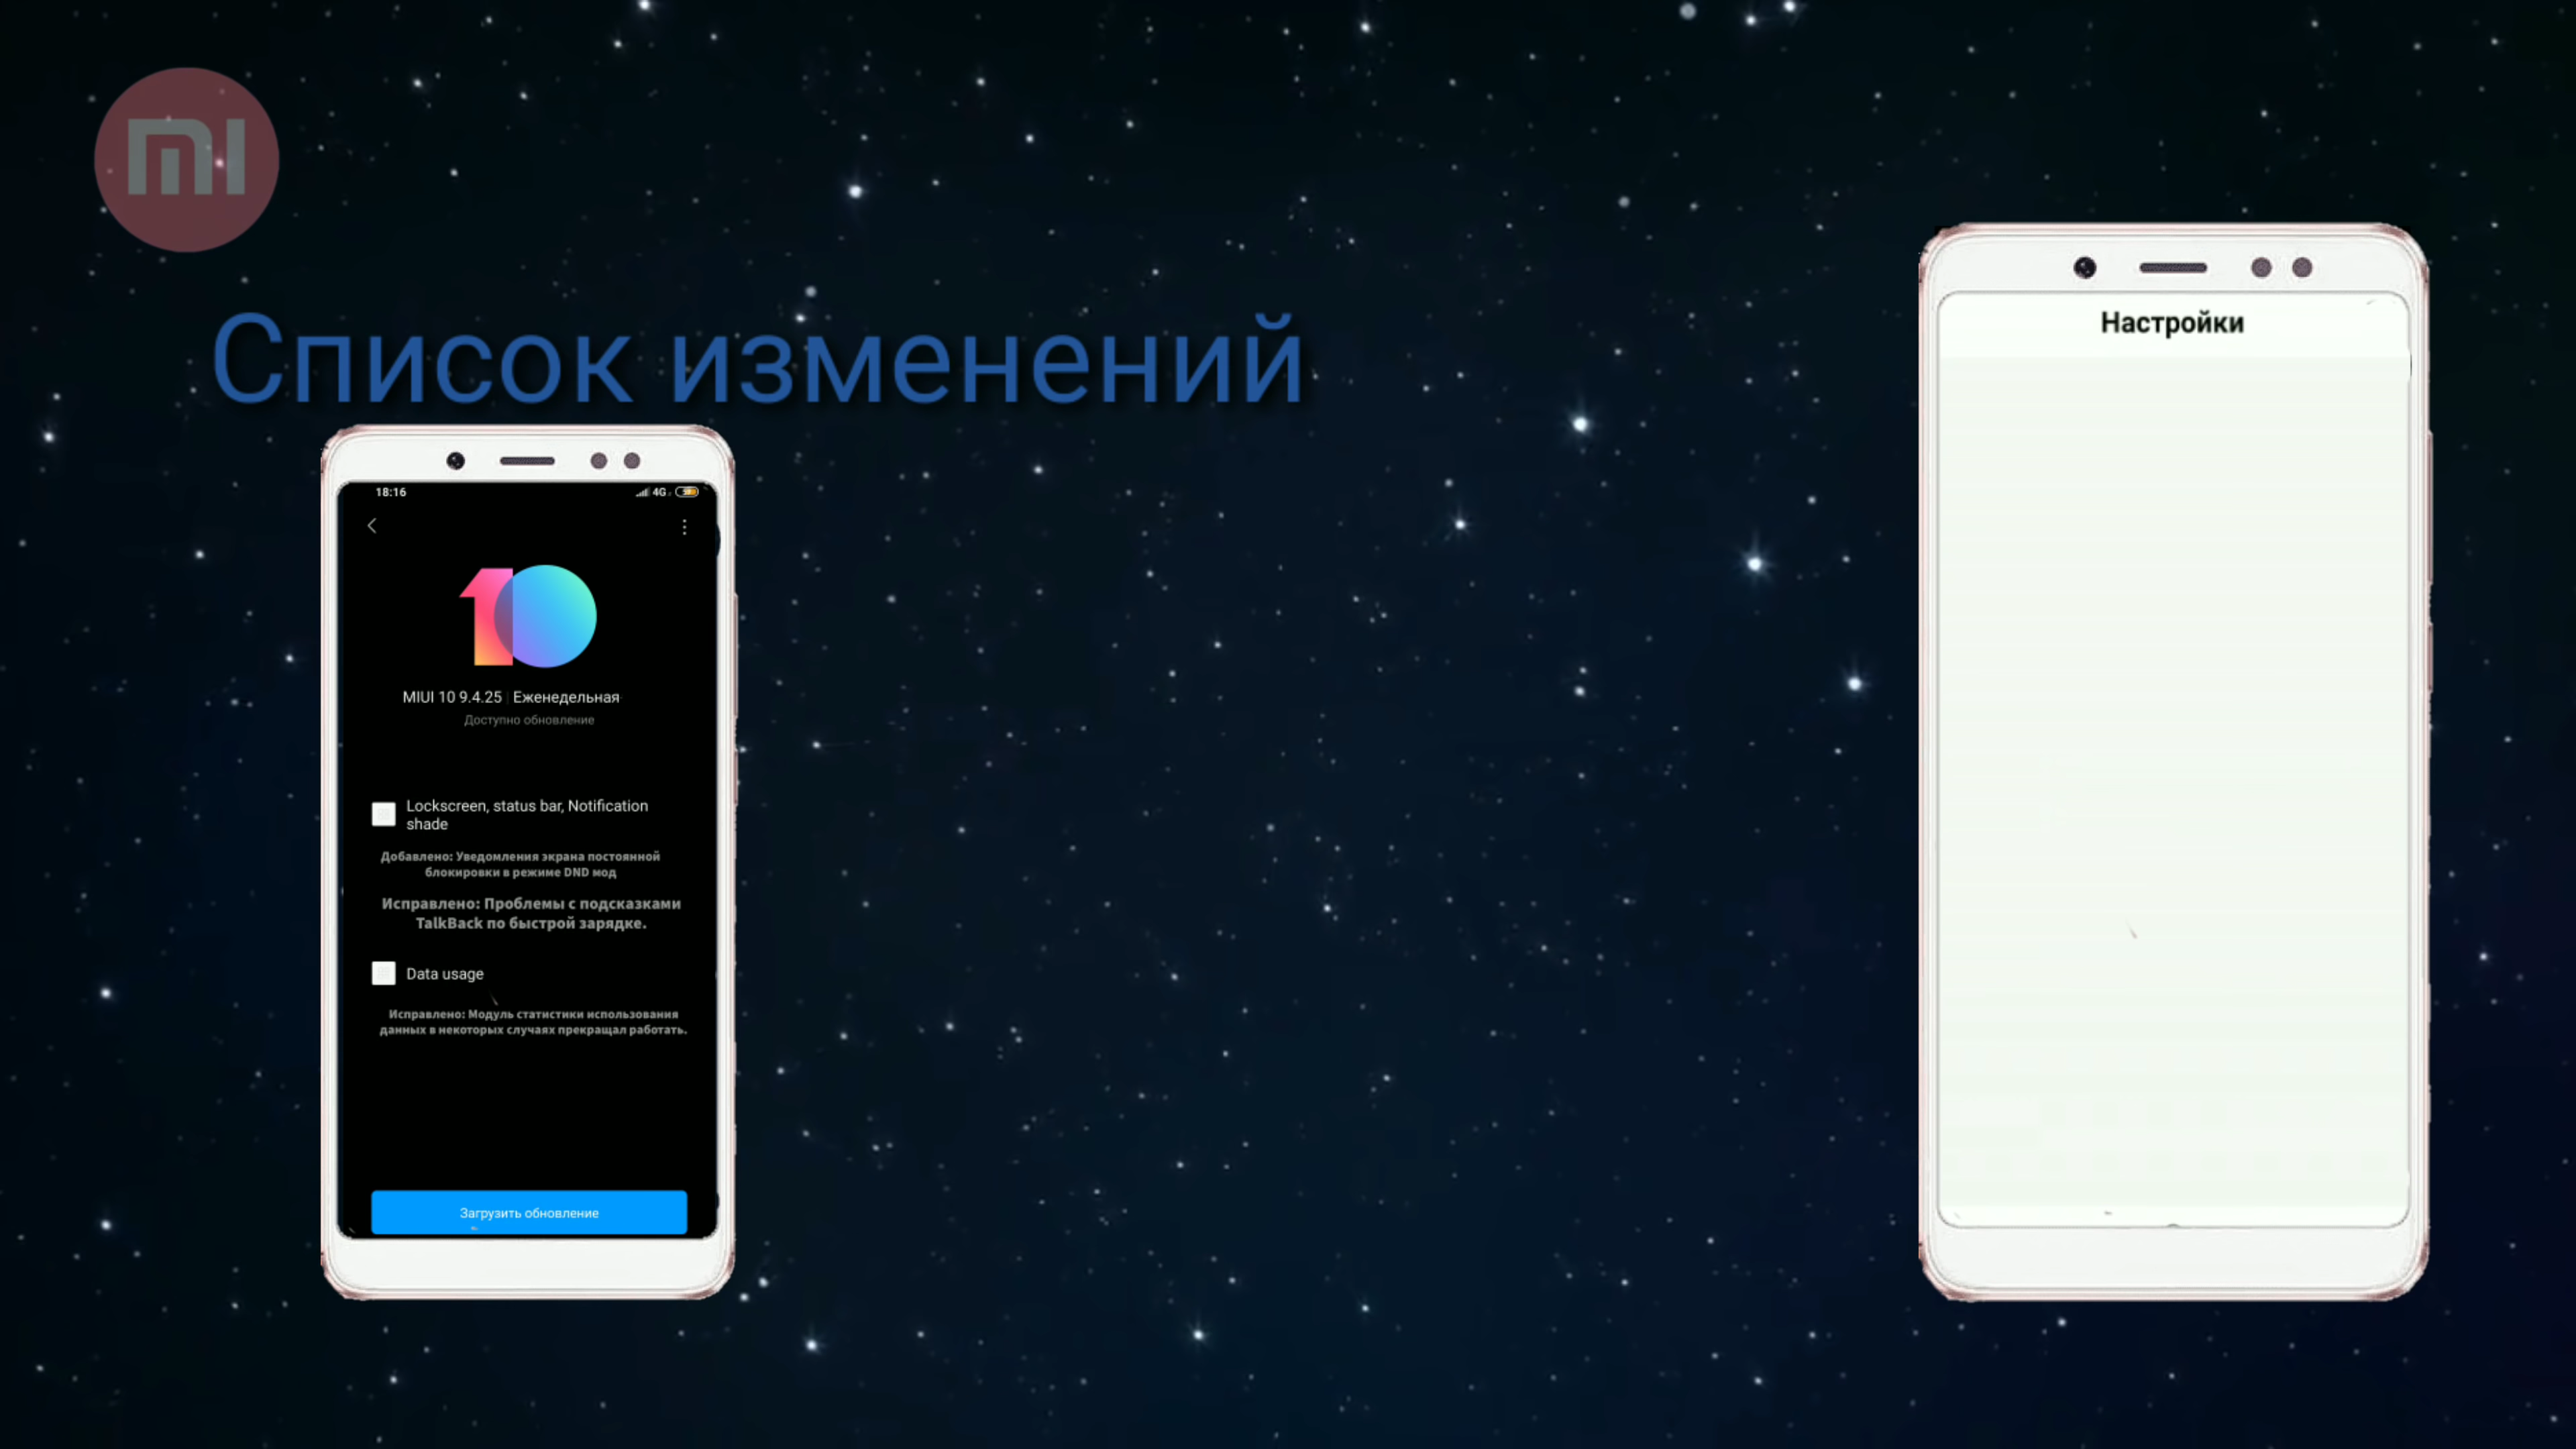 MI
Список изменений
18:16
4G
10
MIUI 10 9.4.25 | Еженедельная
Доступно обновление
Lockscreen, status bar, Notification
shade
Добавлено: Уведомления экрана постоянной
блокировки в режиме DND мод
Исправлено: Проблемы с подсказками
TalkBack по быстрой зарядке.
Data usage
Исправлено: Модуль статистики использования
данных в некоторых случаях прекращал работать.
Загрузить обновление
Настройки